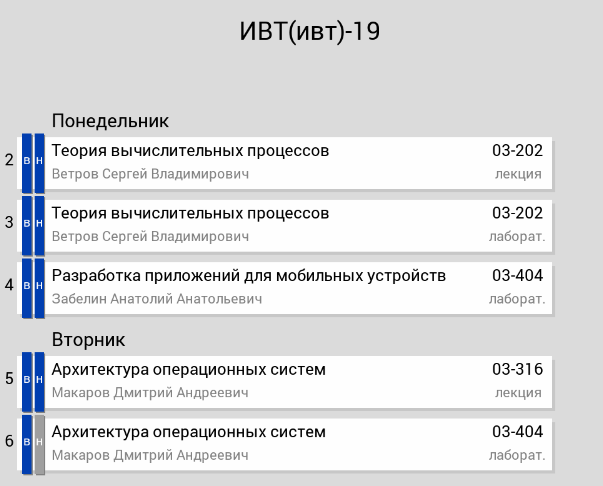 ИВТ(ивт)-19
Понедельник
2 в н Теория вычислительных процессов 03-202
Ветров Сергей Владимирович лекция
3 в н Теория вычислительных процессов 03-202
Ветров Сергей Владимирович лаборат.
4 в н Разработка приложений для мобильных устройств 03-404
Забелин Анатолий Анатольевич лаборат.
Вторник
5 в н Архитектура операционных систем 03-316
Макаров Дмитрий Андреевич лекция
6 в н Архитектура операционных систем 03-404
Макаров Дмитрий Андреевич лаборат.